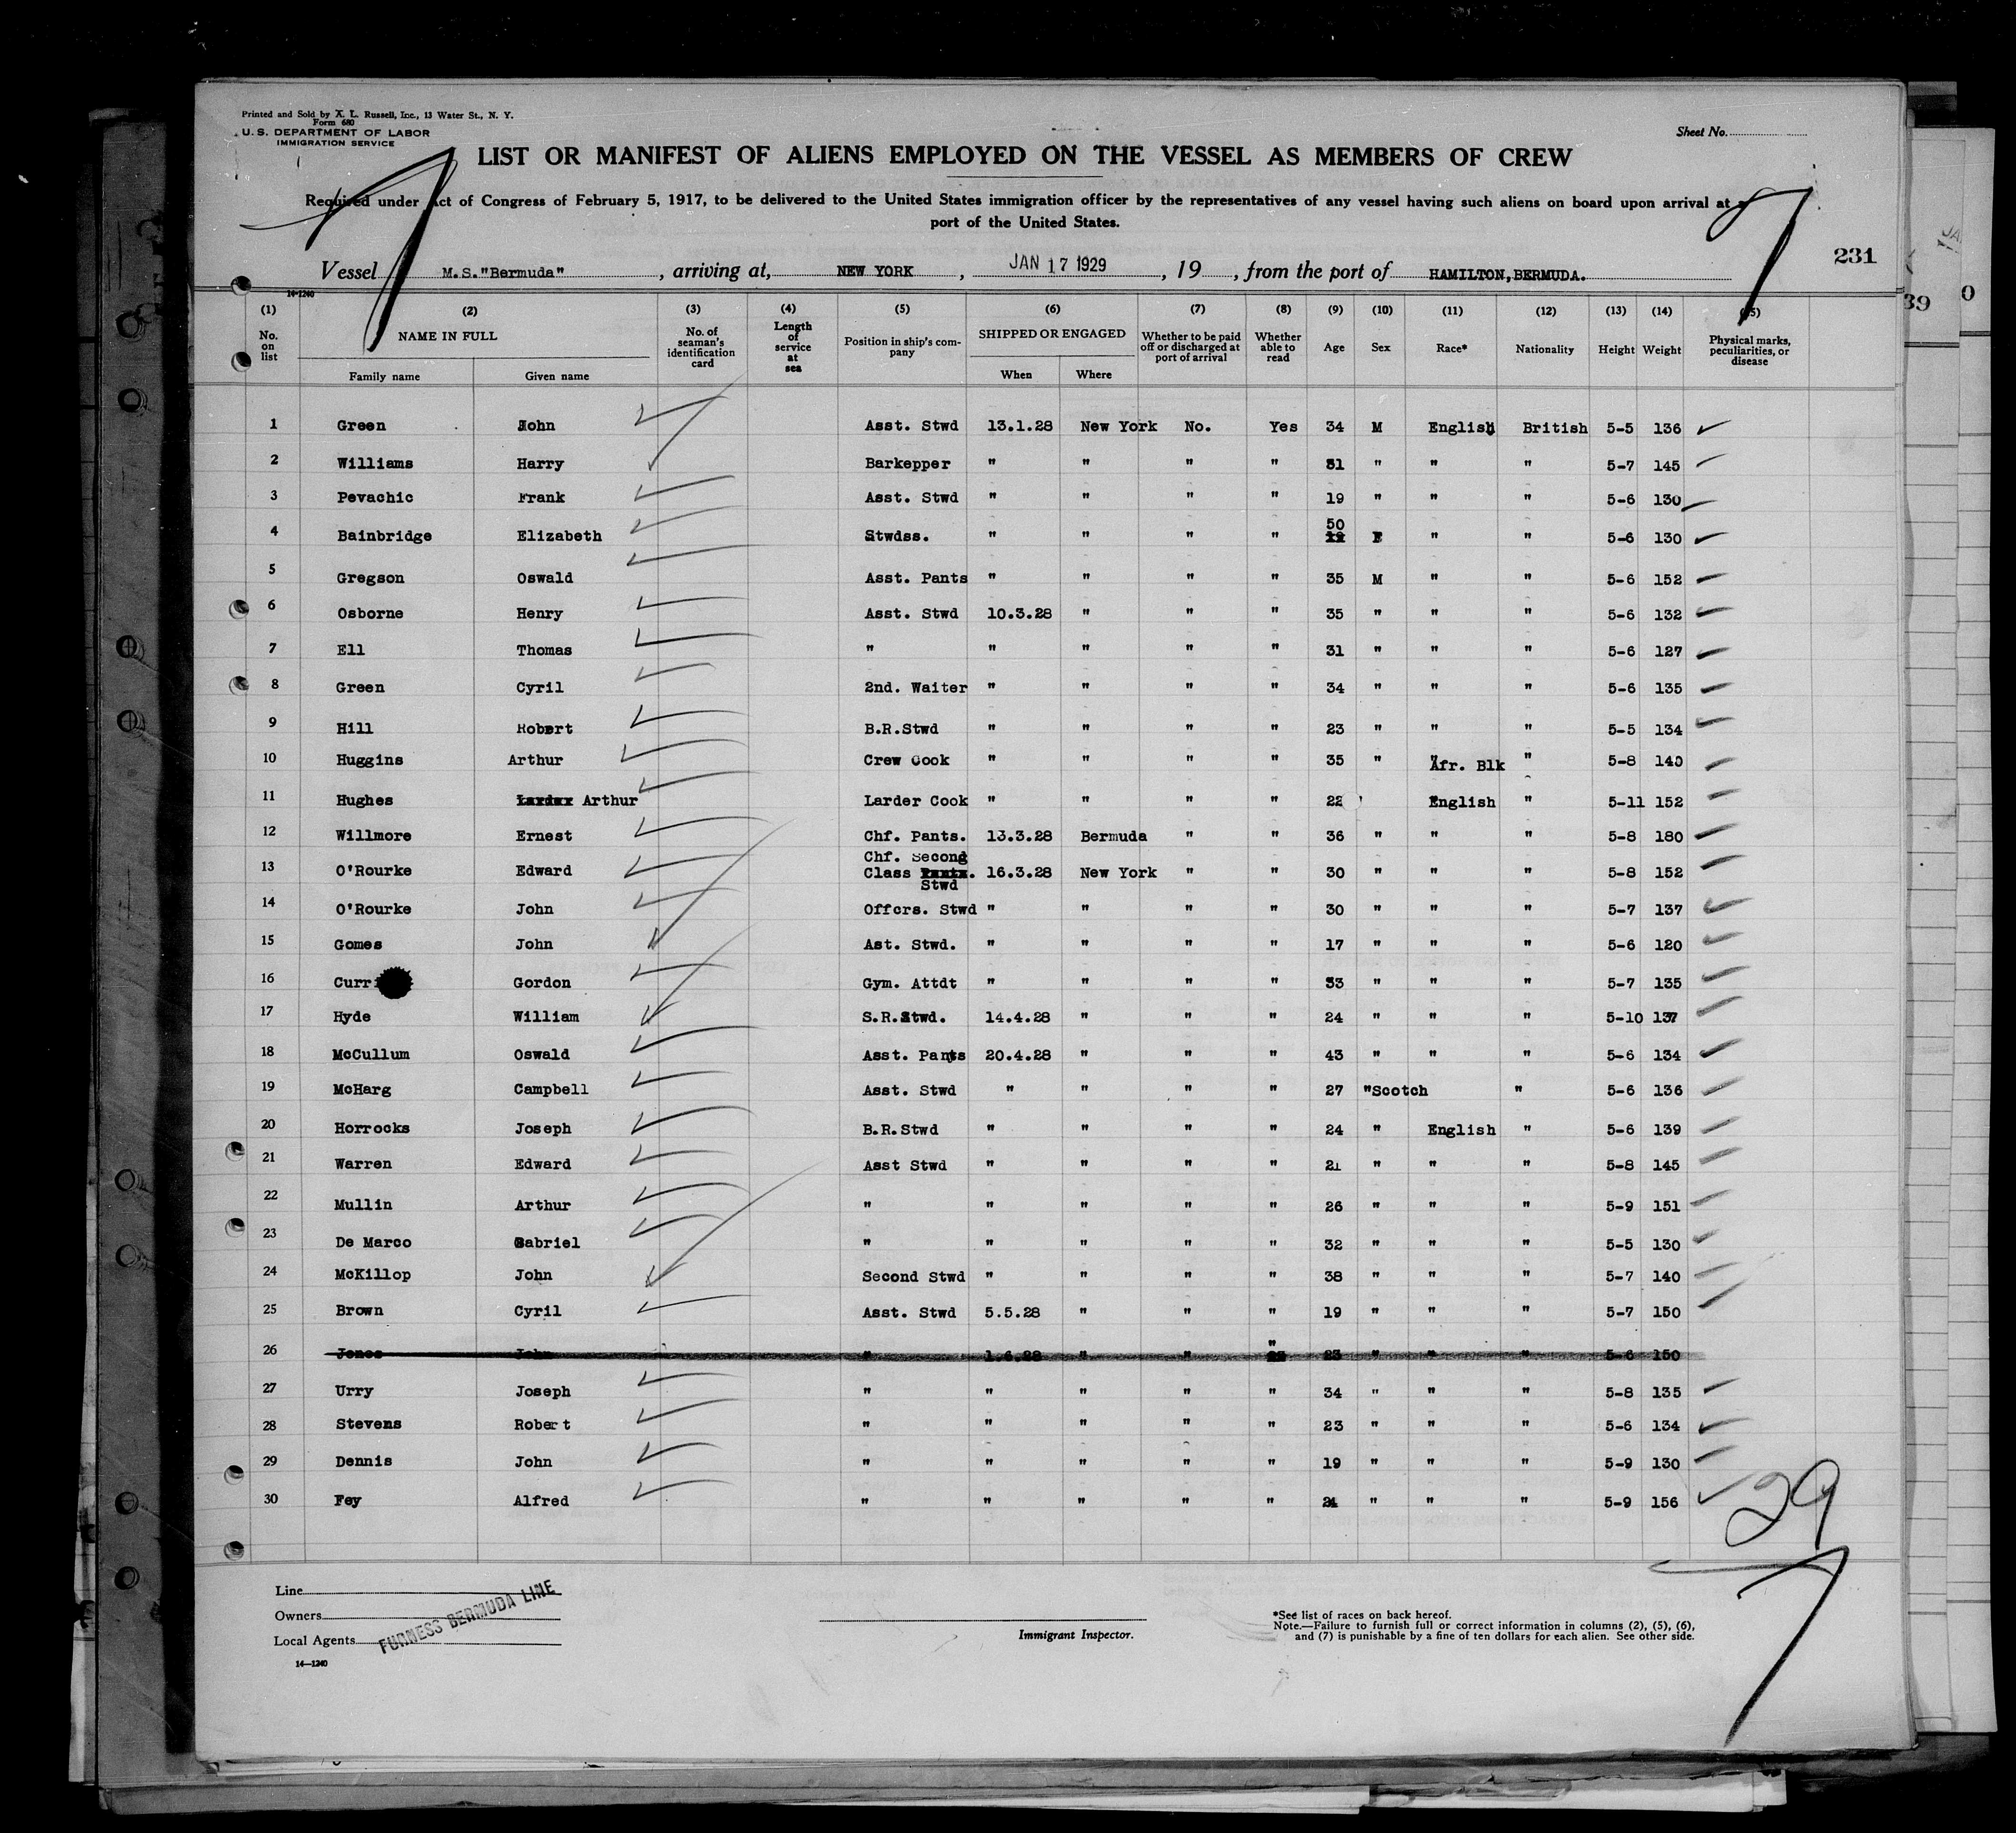 Printed and Sold by A. L. Russell, Inc., 13 Water St., N. Y.
Form 680
U. S. DEPARTMENT OF LABOR
IMMIGRATION SERVICE
Sheet No.
LIST OR MANIFEST OF ALIENS EMPLOYED ON THE VESSEL AS MEMBERS OF CREW
Required under Act of Congress of February 5, 1917, to be delivered to the United States immigration officer by the representatives of any vessel having such aliens on board upon arrival at a
port of the United States.
7 7
Vessel M.S."Bermuda", arriving at, NEW YORK, JAN 17 1929, 19, from the port of HAMILTON,BERMUDA.
231
14-1240
(1) No. on list (2) NAME IN FULL Family name Given name (3) No. of seaman's identification card (4) Length of service at sea (5) Position in ship's company (6) SHIPPED OR ENGAGED When Where (7) Whether to be paid off or discharged at port of arrival (8) Whether able to read (9) Age (10) Sex (11) Race* (12) Nationality (13) Height (14) Weight (15) Physical marks, peculiarities, or disease
1 Green John Asst. Stwd 13.1.28 New York No. Yes 34 M English British 5-5 136
2 Williams Harry Barkepper " " " " 31 " " " 5-7 145
3 Pevachic Frank Asst. Stwd " " " " 19 " " " 5-6 130
4 Bainbridge Elizabeth Stwdss. " " " " 50 F " " 5-6 130
5 Gregson Oswald Asst. Pants " " " " 35 M " " 5-6 152
6 Osborne Henry Asst. Stwd 10.3.28 " " " 35 " " " 5-6 132
7 Ell Thomas " " " " " 31 " " " 5-6 127
8 Green Cyril 2nd. Waiter " " " " 34 " " " 5-6 135
9 Hill Robert B.R.Stwd " " " " 23 " " " 5-5 134
10 Huggins Arthur Crew Cook " " " " 35 " Afr. Blk " 5-8 140
11 Hughes Arthur Larder Cook " " " " 22 ' English " 5-11 152
12 Willmore Ernest Chf. Pants. 13.3.28 Bermuda " " 36 " " " 5-8 180
13 O'Rourke Edward Chf. Second Class Stwd 16.3.28 New York " " 30 " " " 5-8 152
14 O'Rourke John Offcrs. Stwd " " " " 30 " " " 5-7 137
15 Gomes John Ast. Stwd. " " " " 17 " " " 5-6 120
16 Gordon Gym. Attdt " " " " 33 " " " 5-7 135
17 Hyde William S.R.Stwd. 14.4.28 " " " 24 " " " 5-10 137
18 McCullum Oswald Asst. Pants 20.4.28 " " " 43 " " " 5-6 134
19 McHarg Campbell Asst. Stwd " " " " 27 " Scotch " 5-6 136
20 Horrocks Joseph B.R.Stwd " " " " 24 " English " 5-6 139
21 Warren Edward Asst Stwd " " " " 21 " " " 5-8 145
22 Mullin Arthur " " " " " 26 " " " 5-9 151
23 De Marco Gabriel " " " " " 32 " " " 5-5 130
24 McKillop John Second Stwd " " " " 38 " " " 5-7 140
25 Brown Cyril Asst. Stwd 5.5.28 " " " 19 " " " 5-7 150
26 Jones John " 1.6.28 " " " 23 " " " 5-6 150
27 Urry Joseph " " " " " 34 " " " 5-8 135
28 Stevens Robert " " " " " 23 " " " 5-6 134
29 Dennis John " " " " " 19 " " " 5-9 130
30 Fey Alfred " " " " " 24 " " " 5-9 156
29
7
Line
Owners
Local Agents
FURNESS BERMUDA LINE
14-1240
Immigrant Inspector.
*See list of races on back hereof.
Note.—Failure to furnish full or correct information in columns (2), (5), (6),
and (7) is punishable by a fine of ten dollars for each alien. See other side.
39
0